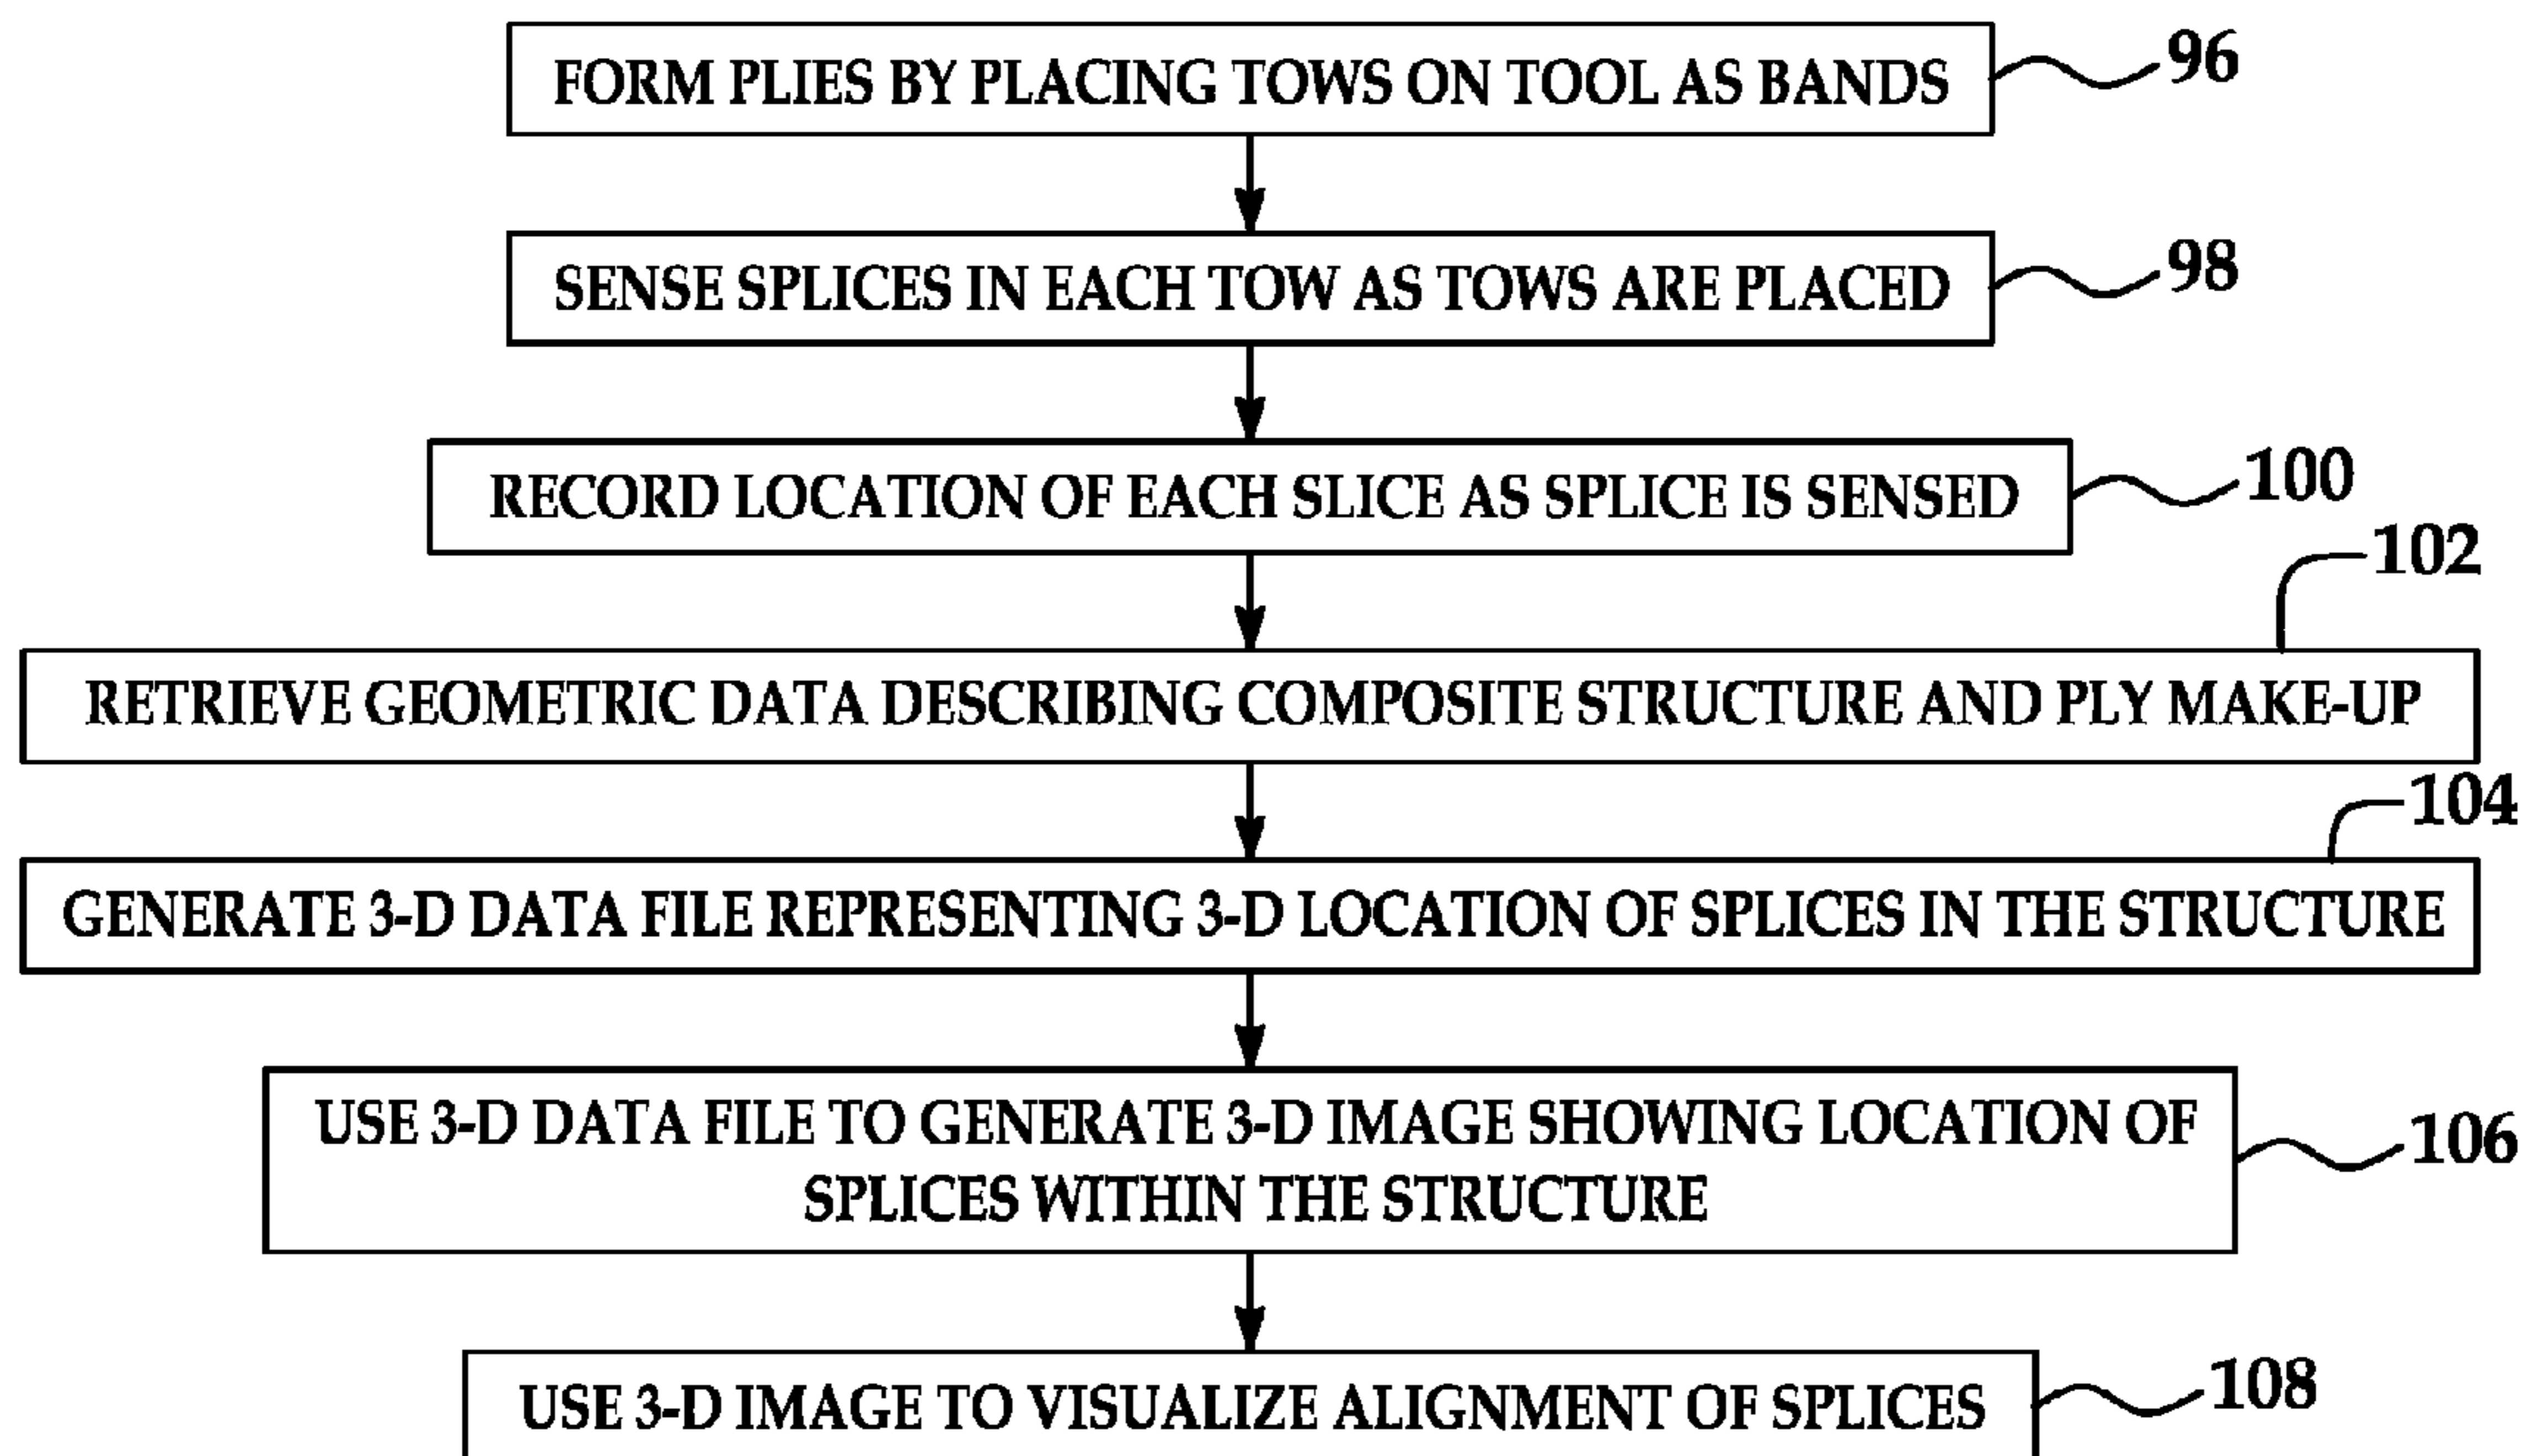 FORM PLIES BY PLACING TOWS ON TOOL AS BANDS
96
SENSE SPLICES IN EACH TOW AS TOWS ARE PLACED
98
RECORD LOCATION OF EACH SLICE AS SPLICE IS SENSED
100
102
RETRIEVE GEOMETRIC DATA DESCRIBING COMPOSITE STRUCTURE AND PLY MAKE-UP
104
GENERATE 3-D DATA FILE REPRESENTING 3-D LOCATION OF SPLICES IN THE STRUCTURE
USE 3-D DATA FILE TO GENERATE 3-D IMAGE SHOWING LOCATION OF
SPLICES WITHIN THE STRUCTURE
106
USE 3-D IMAGE TO VISUALIZE ALIGNMENT OF SPLICES
108